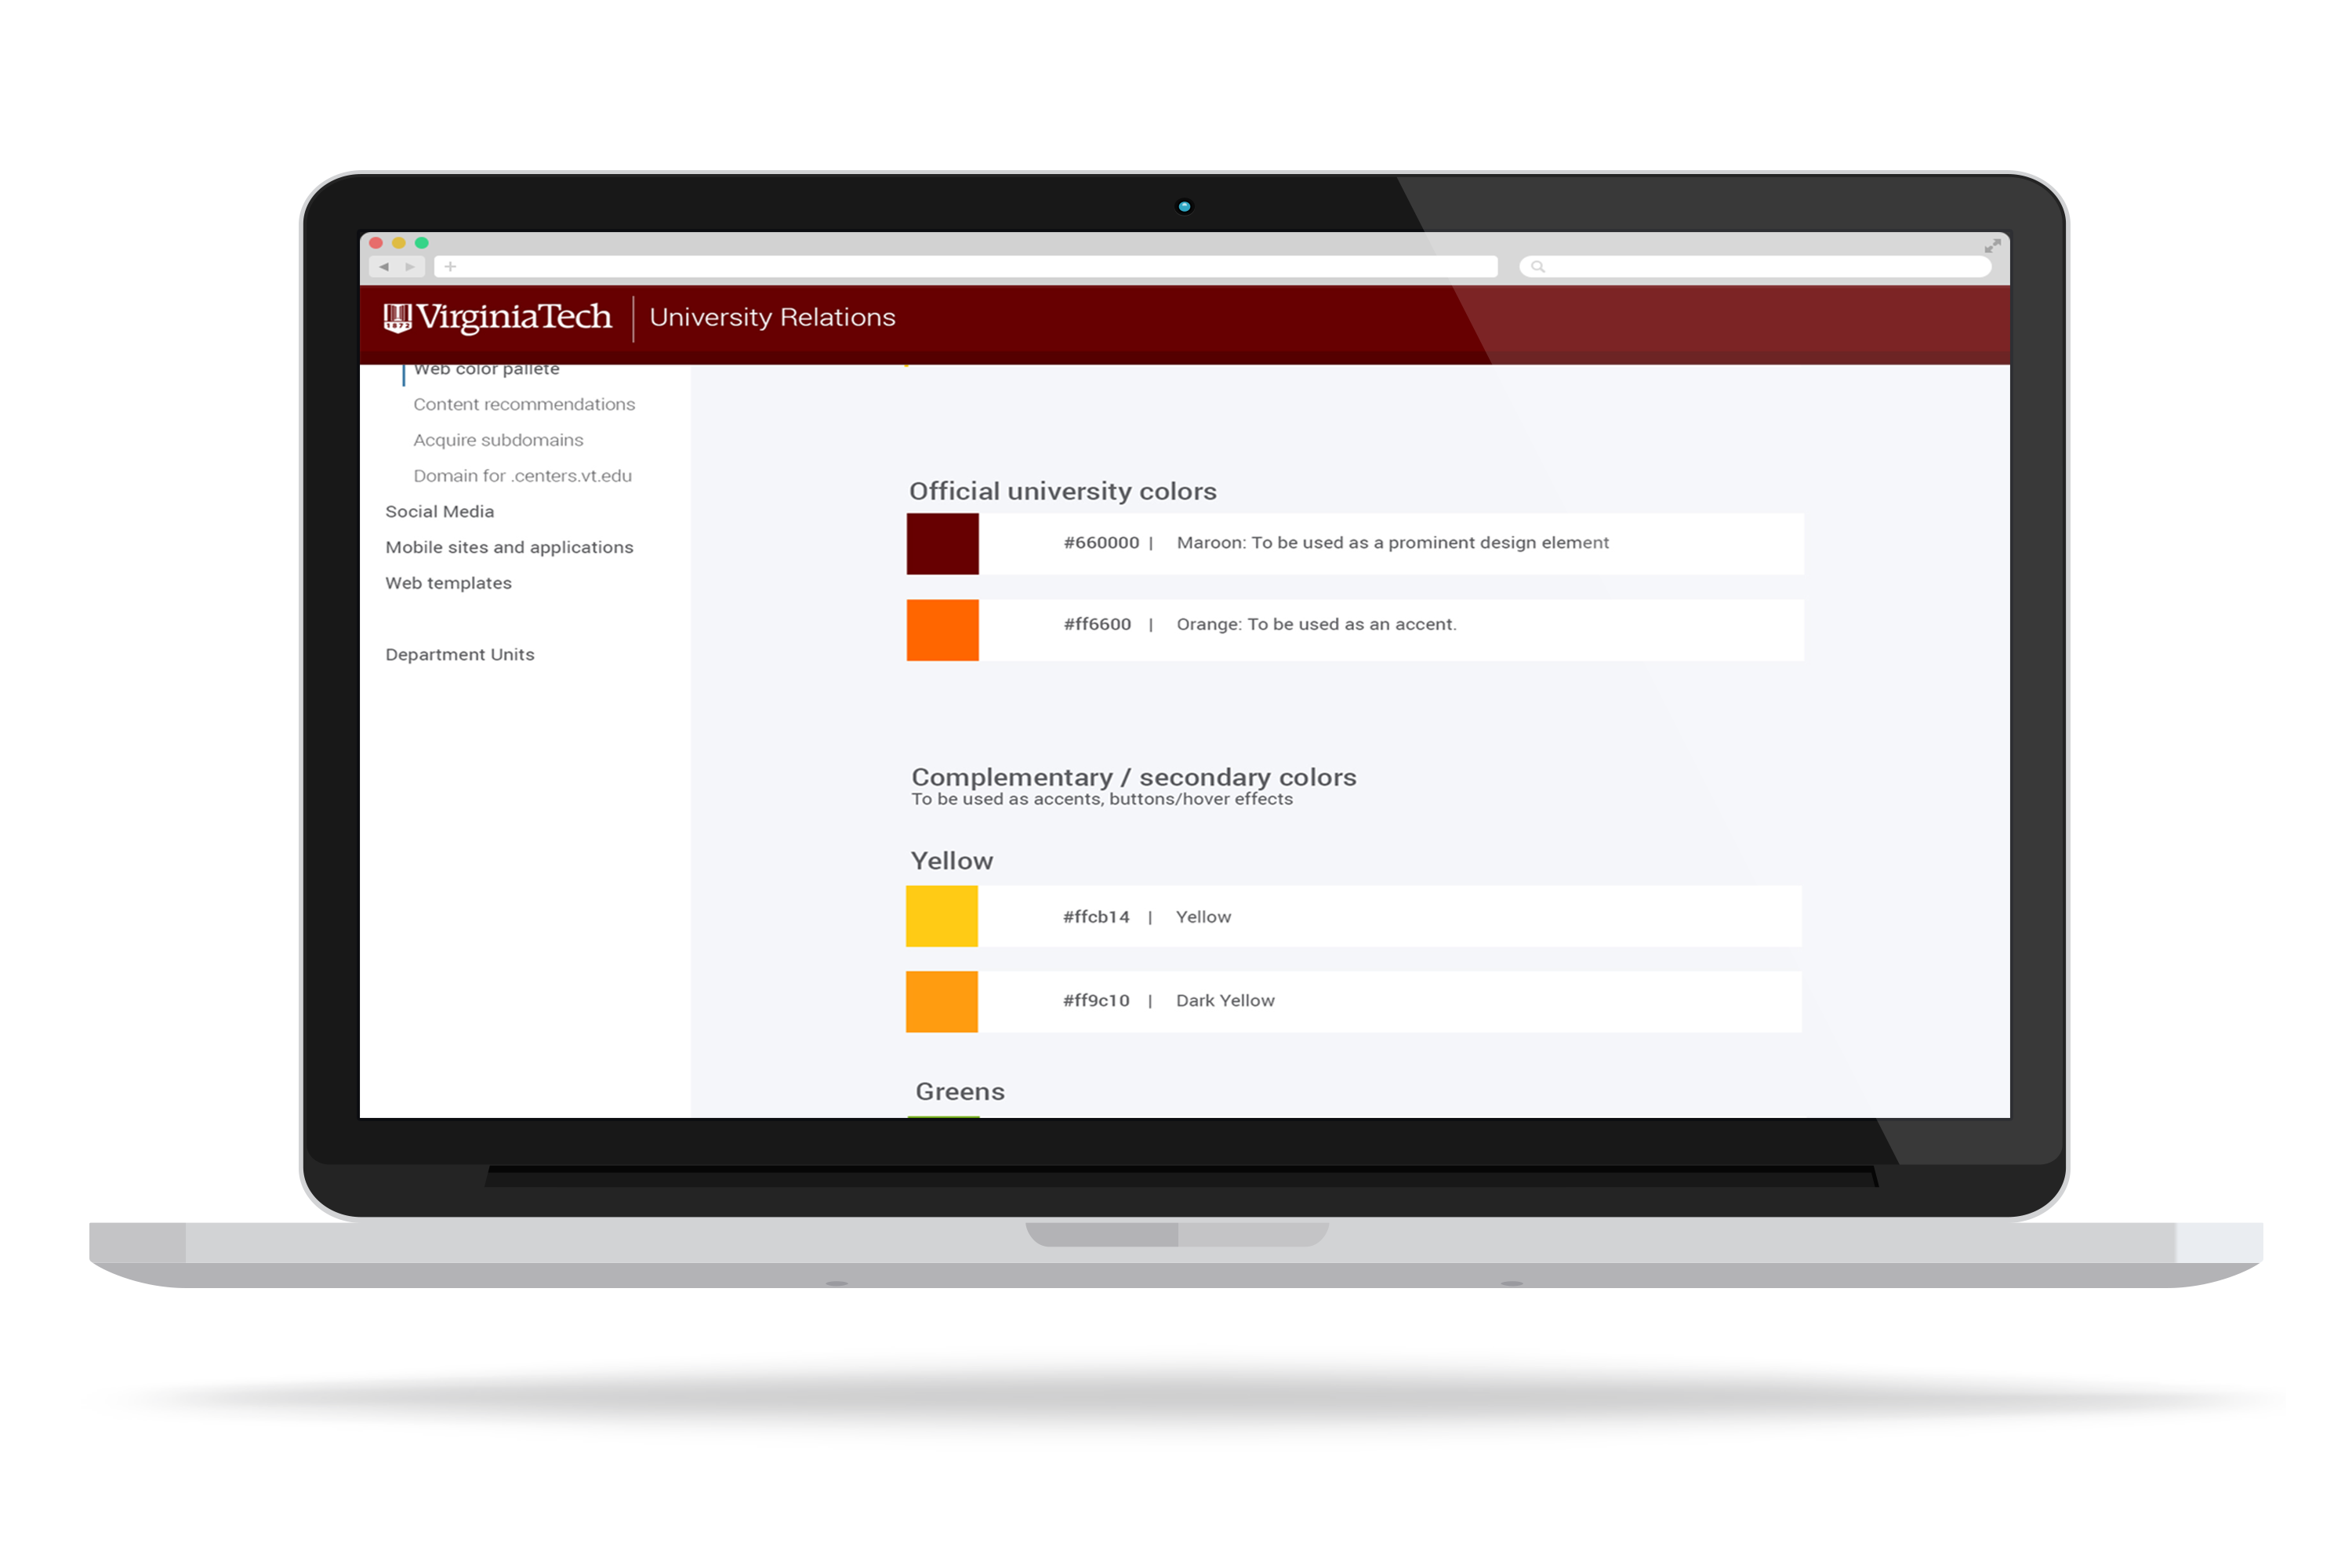 VirginiaTech
1872
University Relations
Web color pallete
Content recommendations
Acquire subdomains
Domain for .centers.vt.edu
Social Media
Mobile sites and applications
Web templates
Department Units
Official university colors
#660000 | Maroon: To be used as a prominent design element
#ff6600 | Orange: To be used as an accent.
Complementary / secondary colors
To be used as accents, buttons/hover effects
Yellow
#ffcb14 | Yellow
#ff9c10 | Dark Yellow
Greens